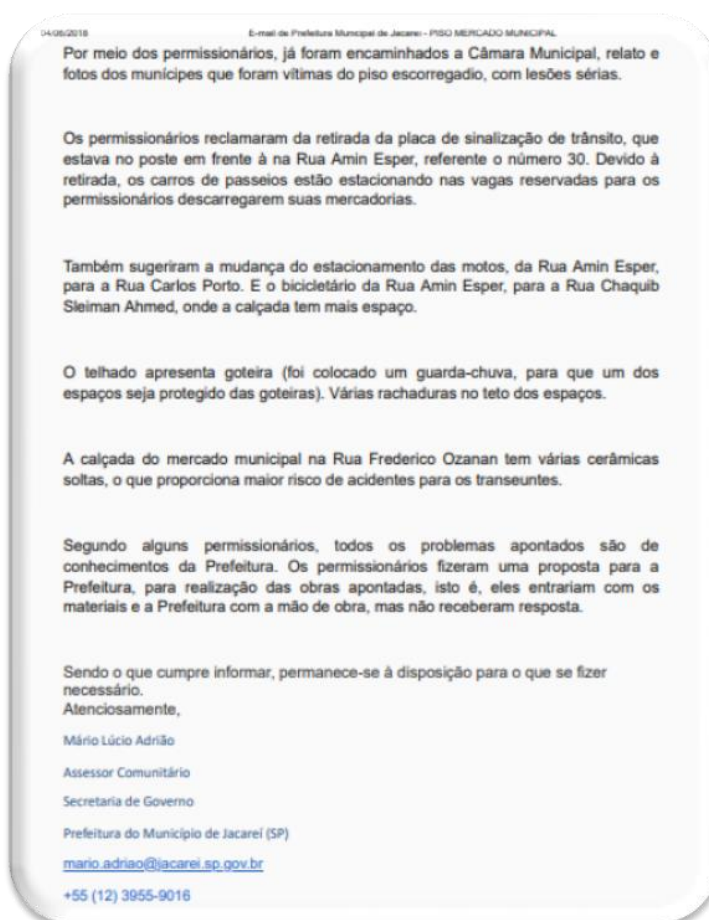 04/06/2018
E-mail de Prefeitura Municipal de Jacarei - PISO MERCADO MUNICIPAL
Por meio dos permissionários, já foram encaminhados a Câmara Municipal, relato e
fotos dos munícipes que foram vítimas do piso escorregadio, com lesões sérias.
Os permissionários reclamaram da retirada da placa de sinalização de trânsito, que
estava no poste em frente à na Rua Amin Esper, referente o número 30. Devido à
retirada, os carros de passeios estão estacionando nas vagas reservadas para os
permissionários descarregarem suas mercadorias.
Também sugeriram a mudança do estacionamento das motos, da Rua Amin Esper,
para a Rua Carlos Porto. E o bicicletário da Rua Amin Esper, para a Rua Chaquib
Sleiman Ahmed, onde a calçada tem mais espaço.
O telhado apresenta goteira (foi colocado um guarda-chuva, para que um dos
espaços seja protegido das goteiras). Várias rachaduras no teto dos espaços.
A calçada do mercado municipal na Rua Frederico Ozanan tem várias cerâmicas
soltas, o que proporciona maior risco de acidentes para os transeuntes.
Segundo alguns permissionários, todos os problemas apontados são de
conhecimentos da Prefeitura. Os permissionários fizeram uma proposta para a
Prefeitura, para realização das obras apontadas, isto é, eles entrariam com os
materiais e a Prefeitura com a mão de obra, mas não receberam resposta.
Sendo o que cumpre informar, permanece-se à disposição para o que se fizer
necessário.
Atenciosamente,
Mário Lúcio Adrião
Assessor Comunitário
Secretaria de Governo
Prefeitura do Município de Jacareí (SP)
mario.adriao@jacarei.sp.gov.br
+55 (12) 3955-9016